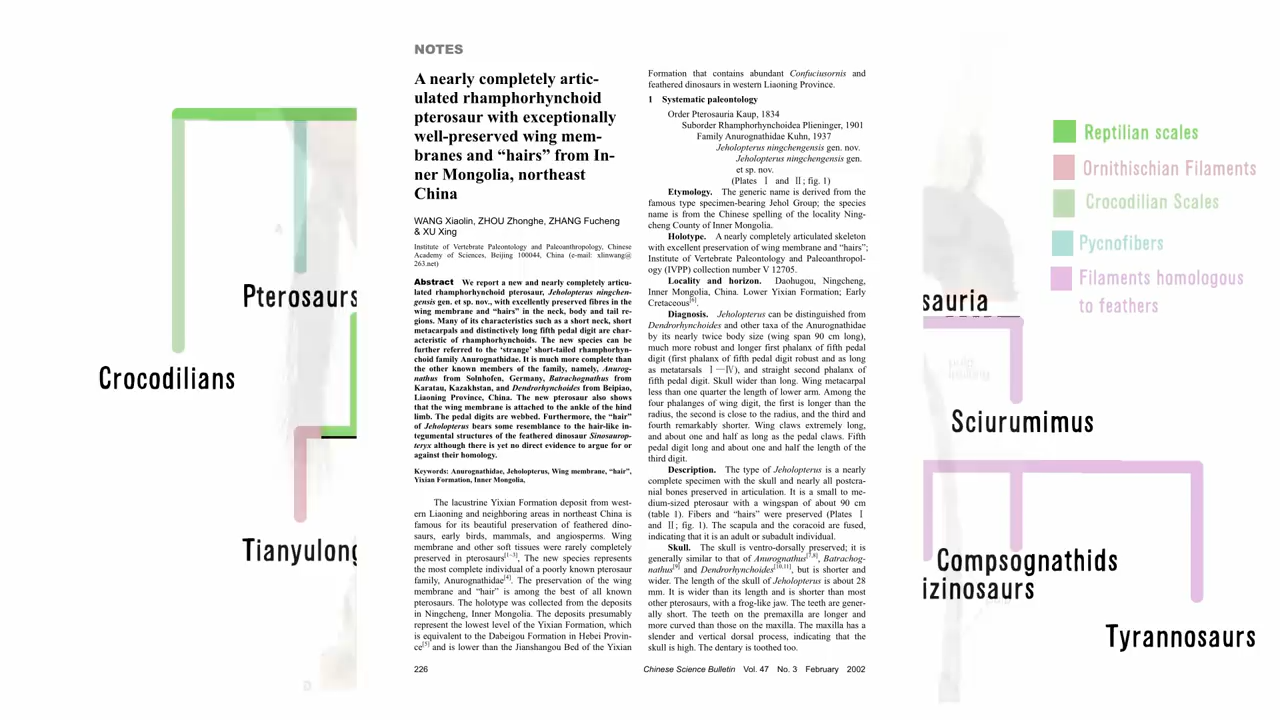 NOTES
A nearly completely artic-
ulated rhamphorhynchoid
pterosaur with exceptionally
well-preserved wing mem-
branes and “hairs” from In-
ner Mongolia, northeast
China
WANG Xiaolin, ZHOU Zhonghe, ZHANG Fucheng
& XU Xing
Institute of Vertebrate Paleontology and Paleoanthropology, Chinese
Academy of Sciences, Beijing 100044, China (e-mail: xlinwang@
263.net)
Abstract We report a new and nearly completely articu-
lated rhamphorhynchoid pterosaur, Jeholopterus ningchen-
gensis gen. et sp. nov., with excellently preserved fibres in the
wing membrane and “hairs” in the neck, body and tail re-
gions. Many of its characteristics such as a short neck, short
metacarpals and distinctively long fifth pedal digit are char-
acteristic of rhamphorhynchoids. The new species can be
further referred to the ‘strange’ short-tailed rhamphorhyn-
choid family Anurognathidae. It is much more complete than
the other known members of the family, namely, Anurog-
nathus from Solnhofen, Germany, Batrachognathus from
Karatau, Kazakhstan, and Dendrorhynchoides from Beipiao,
Liaoning Province, China. The new pterosaur also shows
that the wing membrane is attached to the ankle of the hind
limb. The pedal digits are webbed. Furthermore, the “hair”
of Jeholopterus bears some resemblance to the hair-like in-
tegumental structures of the feathered dinosaur Sinosaurop-
teryx although there is yet no direct evidence to argue for or
against their homology.
Keywords: Anurognathidae, Jeholopterus, Wing membrane, “hair”,
Yixian Formation, Inner Mongolia,
The lacustrine Yixian Formation deposit from west-
ern Liaoning and neighboring areas in northeast China is
famous for its beautiful preservation of feathered dino-
saurs, early birds, mammals, and angiosperms. Wing
membrane and other soft tissues were rarely completely
preserved in pterosaurs[1-3]. The new species represents
the most complete individual of a poorly known pterosaur
family, Anurognathidae[4]. The preservation of the wing
membrane and “hair” is among the best of all known
pterosaurs. The holotype was collected from the deposits
in Ningcheng, Inner Mongolia. The deposits presumably
represent the lowest level of the Yixian Formation, which
is equivalent to the Dabeigou Formation in Hebei Provin-
ce[5] and is lower than the Jianshangou Bed of the Yixian
Formation that contains abundant Confuciusornis and
feathered dinosaurs in western Liaoning Province.
1 Systematic paleontology
Order Pterosauria Kaup, 1834
Suborder Rhamphorhynchoidea Plieninger, 1901
Family Anurognathidae Kuhn, 1937
Jeholopterus ningchengensis gen. nov.
Jeholopterus ningchengensis gen.
et sp. nov.
(Plates Ⅰ and Ⅱ; fig. 1)
Etymology. The generic name is derived from the
famous type specimen-bearing Jehol Group; the species
name is from the Chinese spelling of the locality Ning-
cheng County of Inner Mongolia.
Holotype. A nearly completely articulated skeleton
with excellent preservation of wing membrane and “hairs”;
Institute of Vertebrate Paleontology and Paleoanthropol-
ogy (IVPP) collection number V 12705.
Locality and horizon. Daohugou, Ningcheng,
Inner Mongolia, China. Lower Yixian Formation; Early
Cretaceous[6].
Diagnosis. Jeholopterus can be distinguished from
Dendrorhynchoides and other taxa of the Anurognathidae
by its nearly twice body size (wing span 90 cm long),
much more robust and longer first phalanx of fifth pedal
digit (first phalanx of fifth pedal digit robust and as long
as metatarsals Ⅰ—Ⅳ), and straight second phalanx of
fifth pedal digit. Skull wider than long. Wing metacarpal
less than one quarter the length of lower arm. Among the
four phalanges of wing digit, the first is longer than the
radius, the second is close to the radius, and the third and
fourth remarkably shorter. Wing claws extremely long,
and about one and half as long as the pedal claws. Fifth
pedal digit long and about one and half the length of the
third digit.
Description. The type of Jeholopterus is a nearly
complete specimen with the skull and nearly all postcra-
nial bones preserved in articulation. It is a small to me-
dium-sized pterosaur with a wingspan of about 90 cm
(table 1). Fibers and “hairs” were preserved (Plates Ⅰ
and Ⅱ; fig. 1). The scapula and the coracoid are fused,
indicating that it is an adult or subadult individual.
Skull. The skull is ventro-dorsally preserved; it is
generally similar to that of Anurognathus[7,8], Batrachog-
nathus[9] and Dendrorhynchoides[10,11], but is shorter and
wider. The length of the skull of Jeholopterus is about 28
mm. It is wider than its length and is shorter than most
other pterosaurs, with a frog-like jaw. The teeth are gener-
ally short. The teeth on the premaxilla are longer and
more curved than those on the maxilla. The maxilla has a
slender and vertical dorsal process, indicating that the
skull is high. The dentary is toothed too.
226
Chinese Science Bulletin Vol. 47 No. 3 February 2002
Pterosaurs
Crocodilians
Tianyulong
Reptilian scales
Ornithischian Filaments
Crocodilian Scales
Pycnofibers
Filaments homologous
to feathers
sauria
Sciurumimus
Compsognathids
izinosaurs
Tyrannosaurs